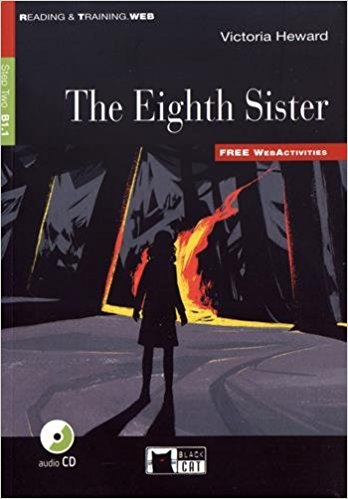 READING & TRAINING.WEB
Victoria Heward
Step Two B1.1
The Eighth Sister
FREE WEBACTIVITIES
audio CD
BLACK
CAT